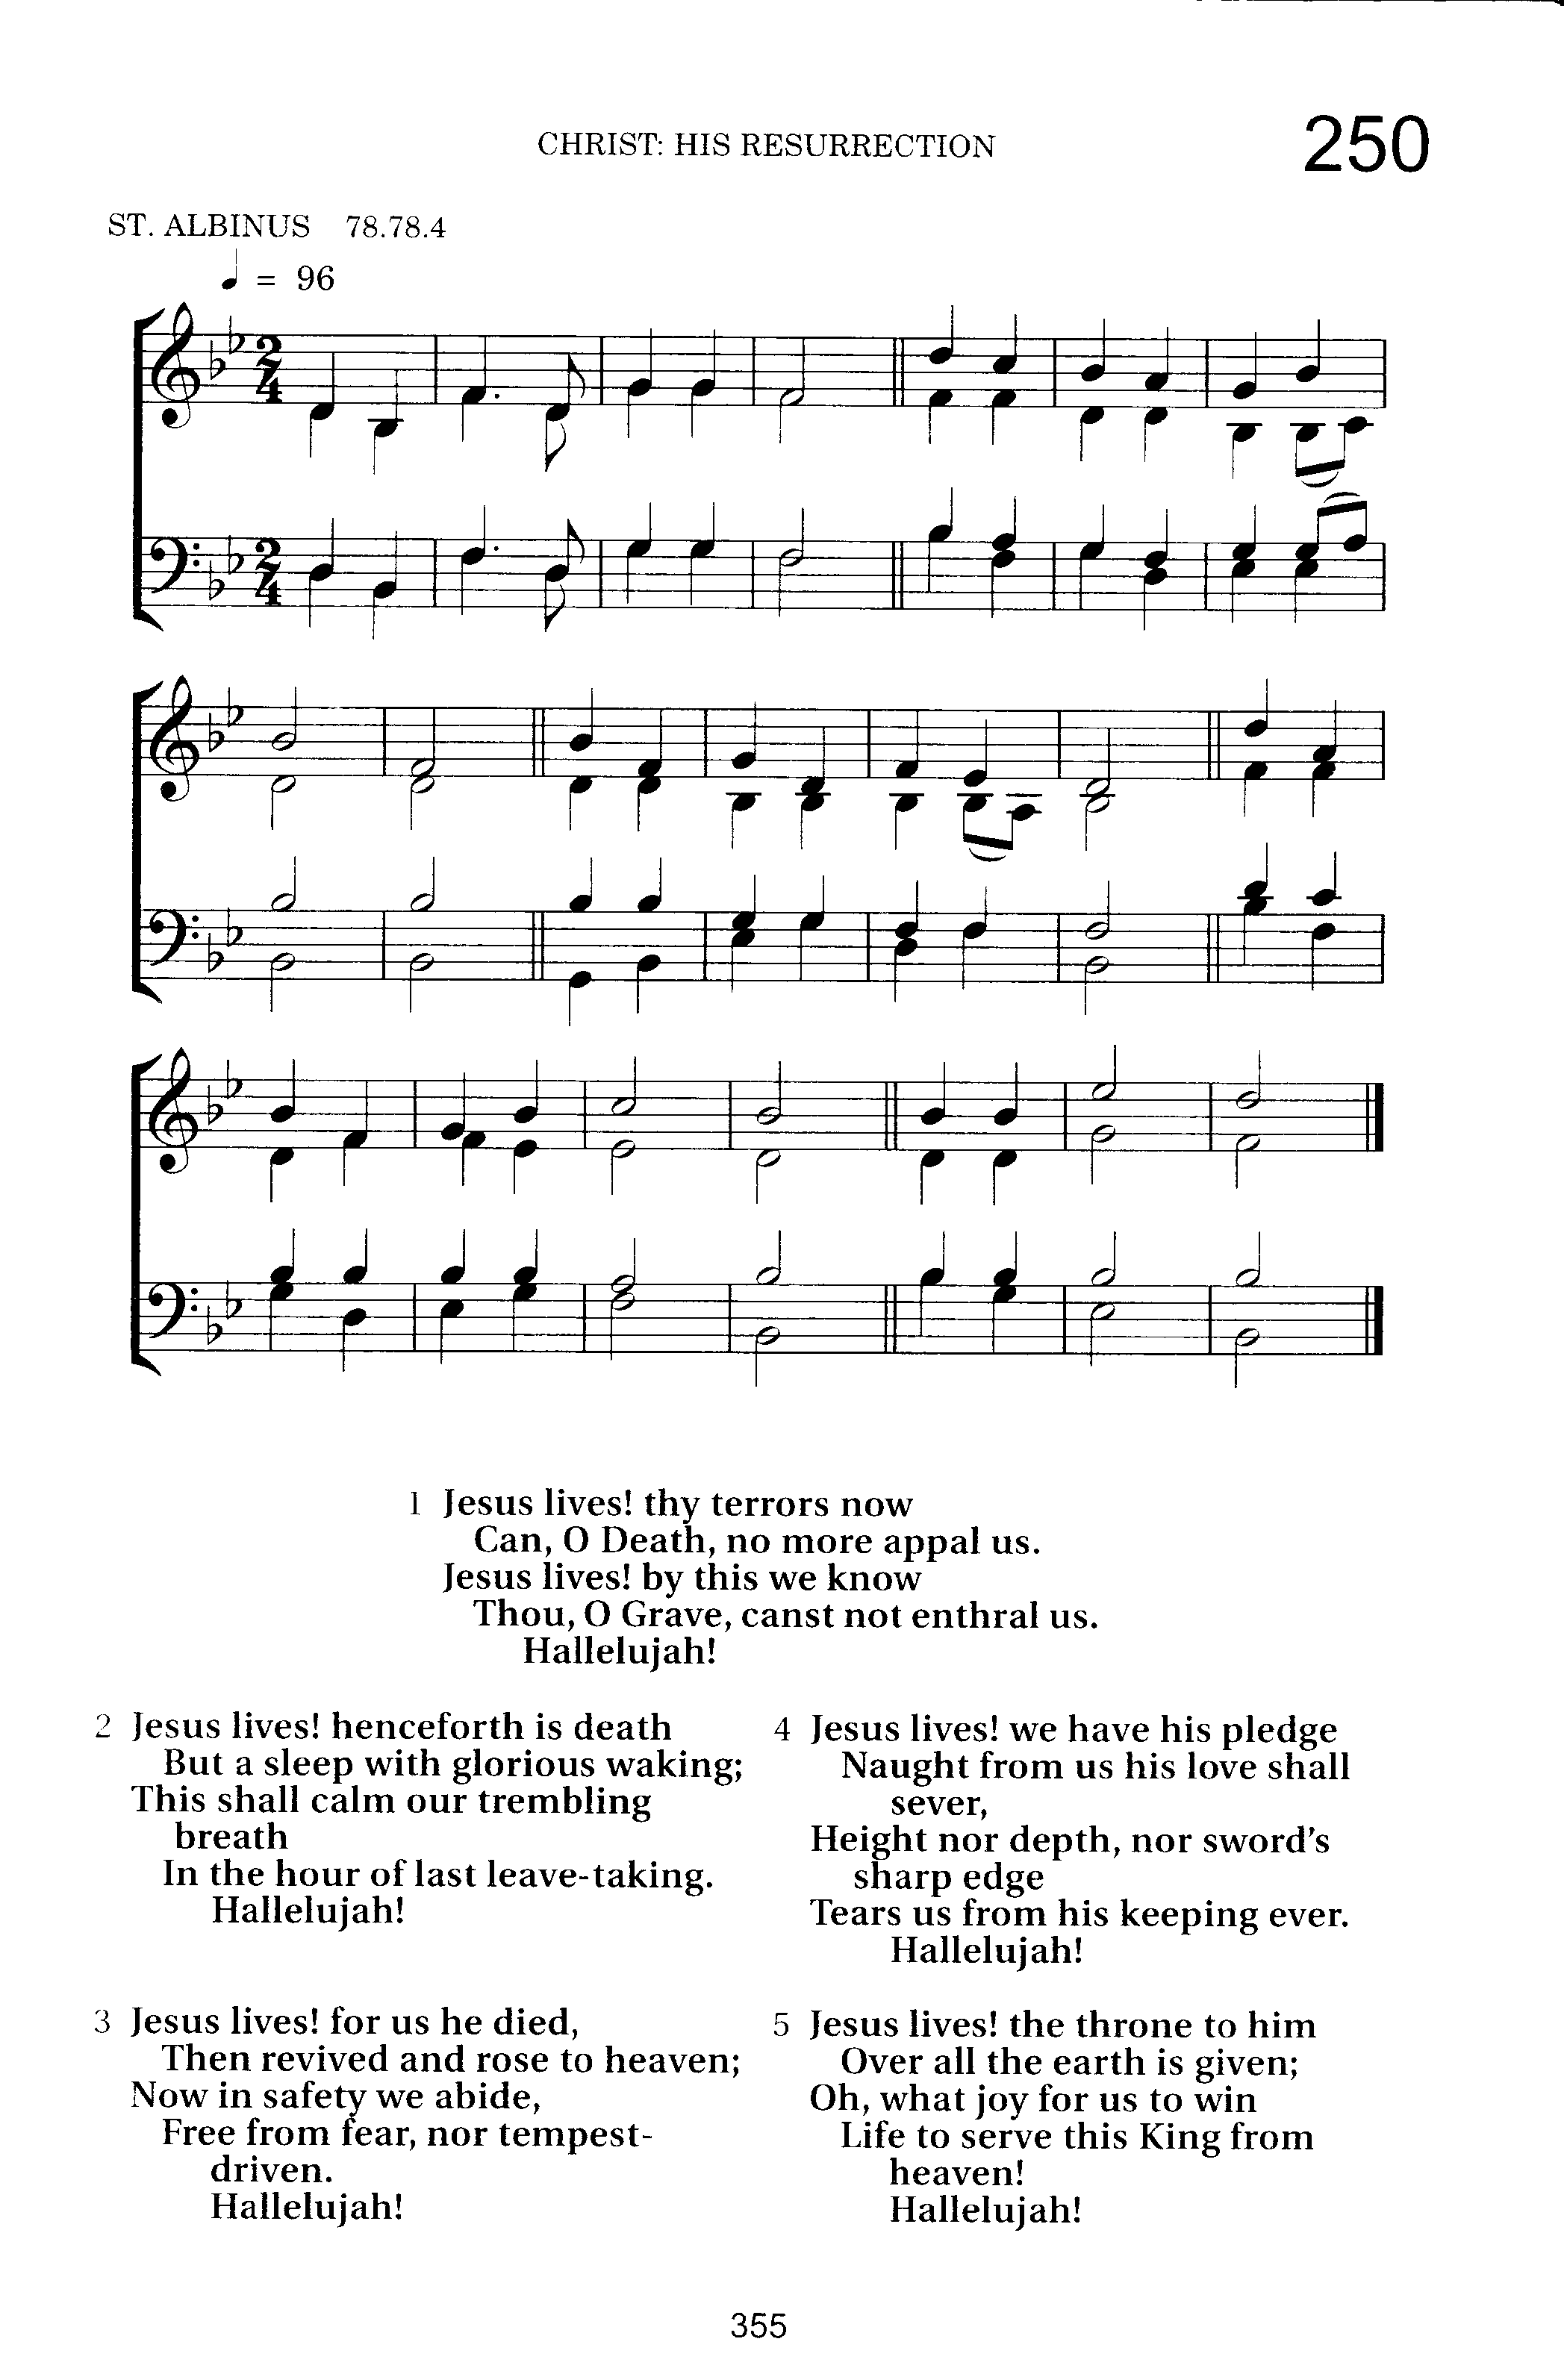 CHRIST: HIS RESURRECTION
250
ST. ALBINUS 78.78.4
♩ = 96
1 Jesus lives! thy terrors now
Can, O Death, no more appal us.
Jesus lives! by this we know
Thou, O Grave, canst not enthral us.
Hallelujah!
2 Jesus lives! henceforth is death
But a sleep with glorious waking;
This shall calm our trembling
breath
In the hour of last leave-taking.
Hallelujah!
3 Jesus lives! for us he died,
Then revived and rose to heaven;
Now in safety we abide,
Free from fear, nor tempest-
driven.
Hallelujah!
4 Jesus lives! we have his pledge
Naught from us his love shall
sever,
Height nor depth, nor sword's
sharp edge
Tears us from his keeping ever.
Hallelujah!
5 Jesus lives! the throne to him
Over all the earth is given;
Oh, what joy for us to win
Life to serve this King from
heaven!
Hallelujah!
355